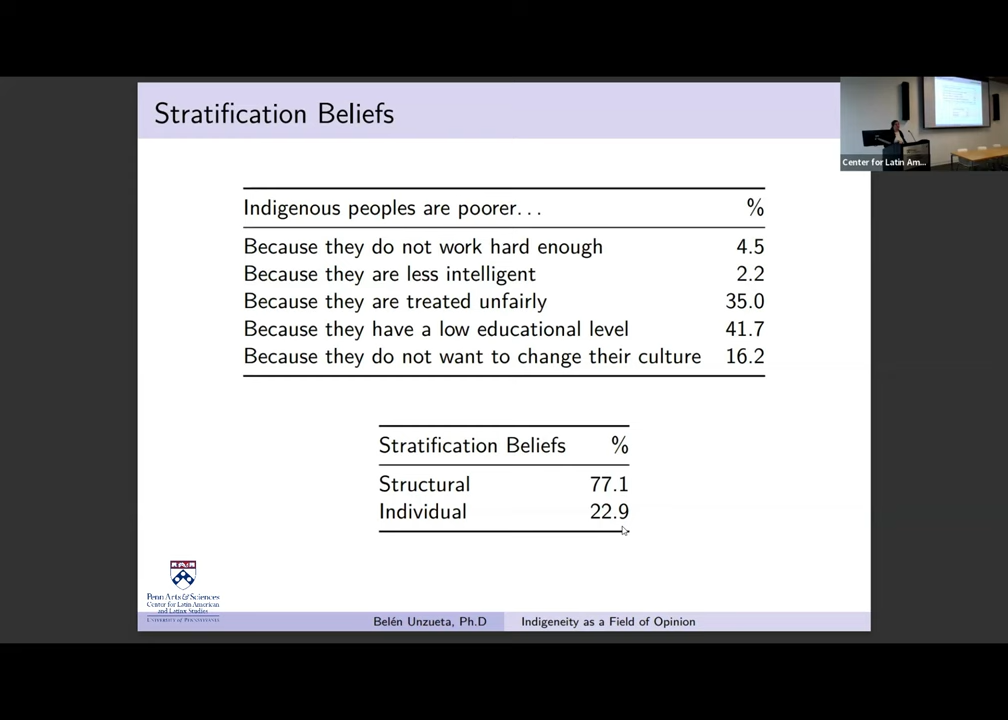 Stratification Beliefs
Center for Latin Am...
Indigenous peoples are poorer... %
Because they do not work hard enough 4.5
Because they are less intelligent 2.2
Because they are treated unfairly 35.0
Because they have a low educational level 41.7
Because they do not want to change their culture 16.2
Stratification Beliefs %
Structural 77.1
Individual 22.9
Penn Arts & Sciences
Center for Latin American
and Latinx Studies
University of Pennsylvania
Belén Unzueta, Ph.D Indigeneity as a Field of Opinion